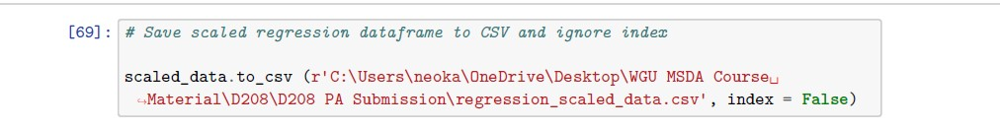 [69]: # Save scaled regression dataframe to CSV and ignore index
scaled_data.to_csv (r'C:\Users\neoka\OneDrive\Desktop\WGU MSDA Course␣
↪Material\D208\D208 PA Submission\regression_scaled_data.csv', index = False)